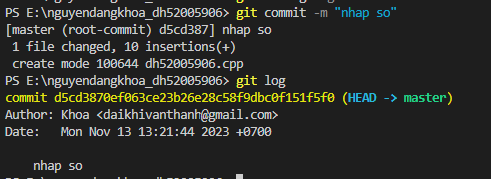 PS E:\nguyendangkhoa_dh52005906> git commit -m "nhap so"
[master (root-commit) d5cd387] nhap so
1 file changed, 10 insertions(+)
create mode 100644 dh52005906.cpp
PS E:\nguyendangkhoa_dh52005906> git log
commit d5cd3870ef063ce23b26e28c58f9dbc0f151f5f0 (HEAD -> master)
Author: Khoa <daikhivanthanh@gmail.com>
Date: Mon Nov 13 13:21:44 2023 +0700
nhap so